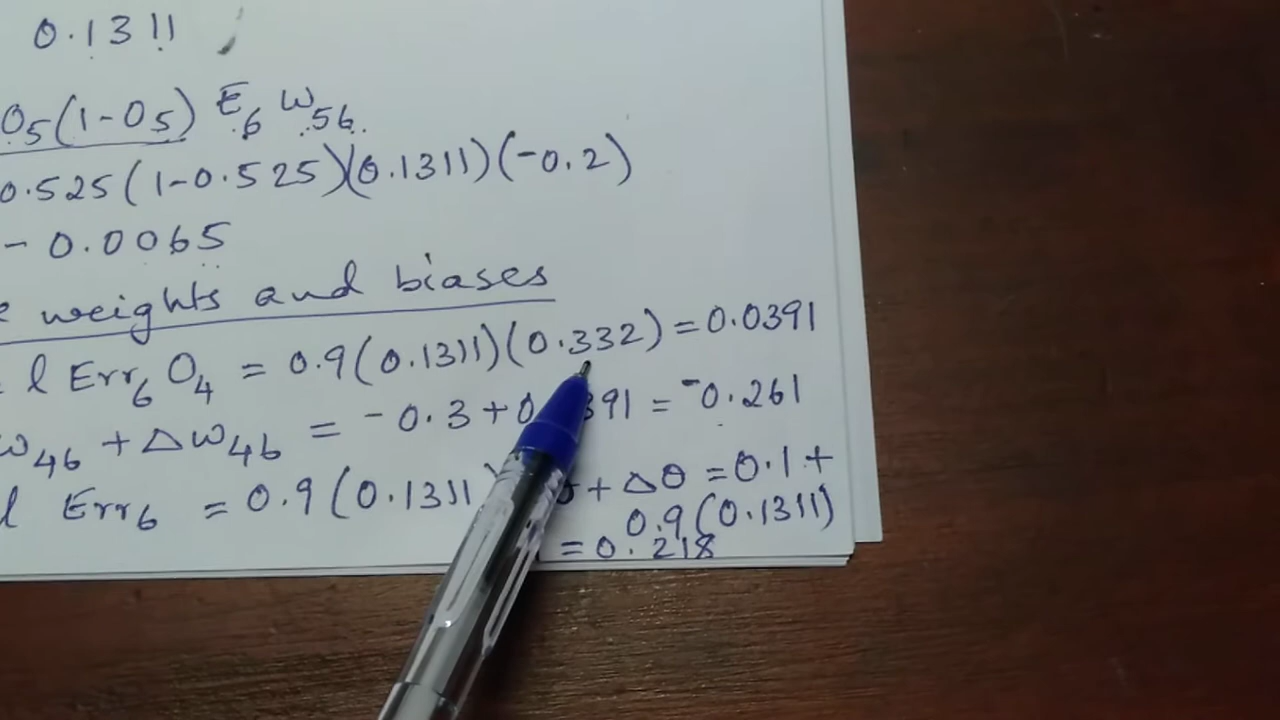 0.1311
O5(1-O5) E6 W56.
0.525(1-0.525)(0.1311)(-0.2)
- 0.0065
weights and biases
l Err6 O4 = 0.9(0.1311)(0.332) = 0.0391
w46 + Δw46 = -0.3+0.0391 = -0.261
l Err6 = 0.9(0.1311) θ + Δθ = 0.1 +
0.9(0.1311)
= 0.218